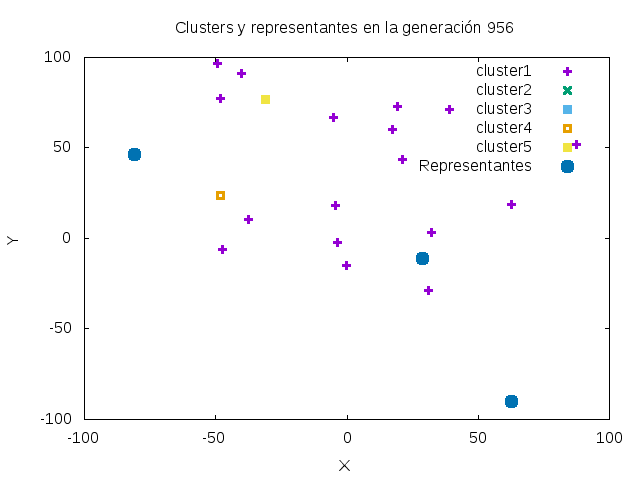 Clusters y representantes en la generación 956
100
50
0
-50
-100
Y
cluster1
cluster2
cluster3
cluster4
cluster5
Representantes
-100 -50 0 50 100
X